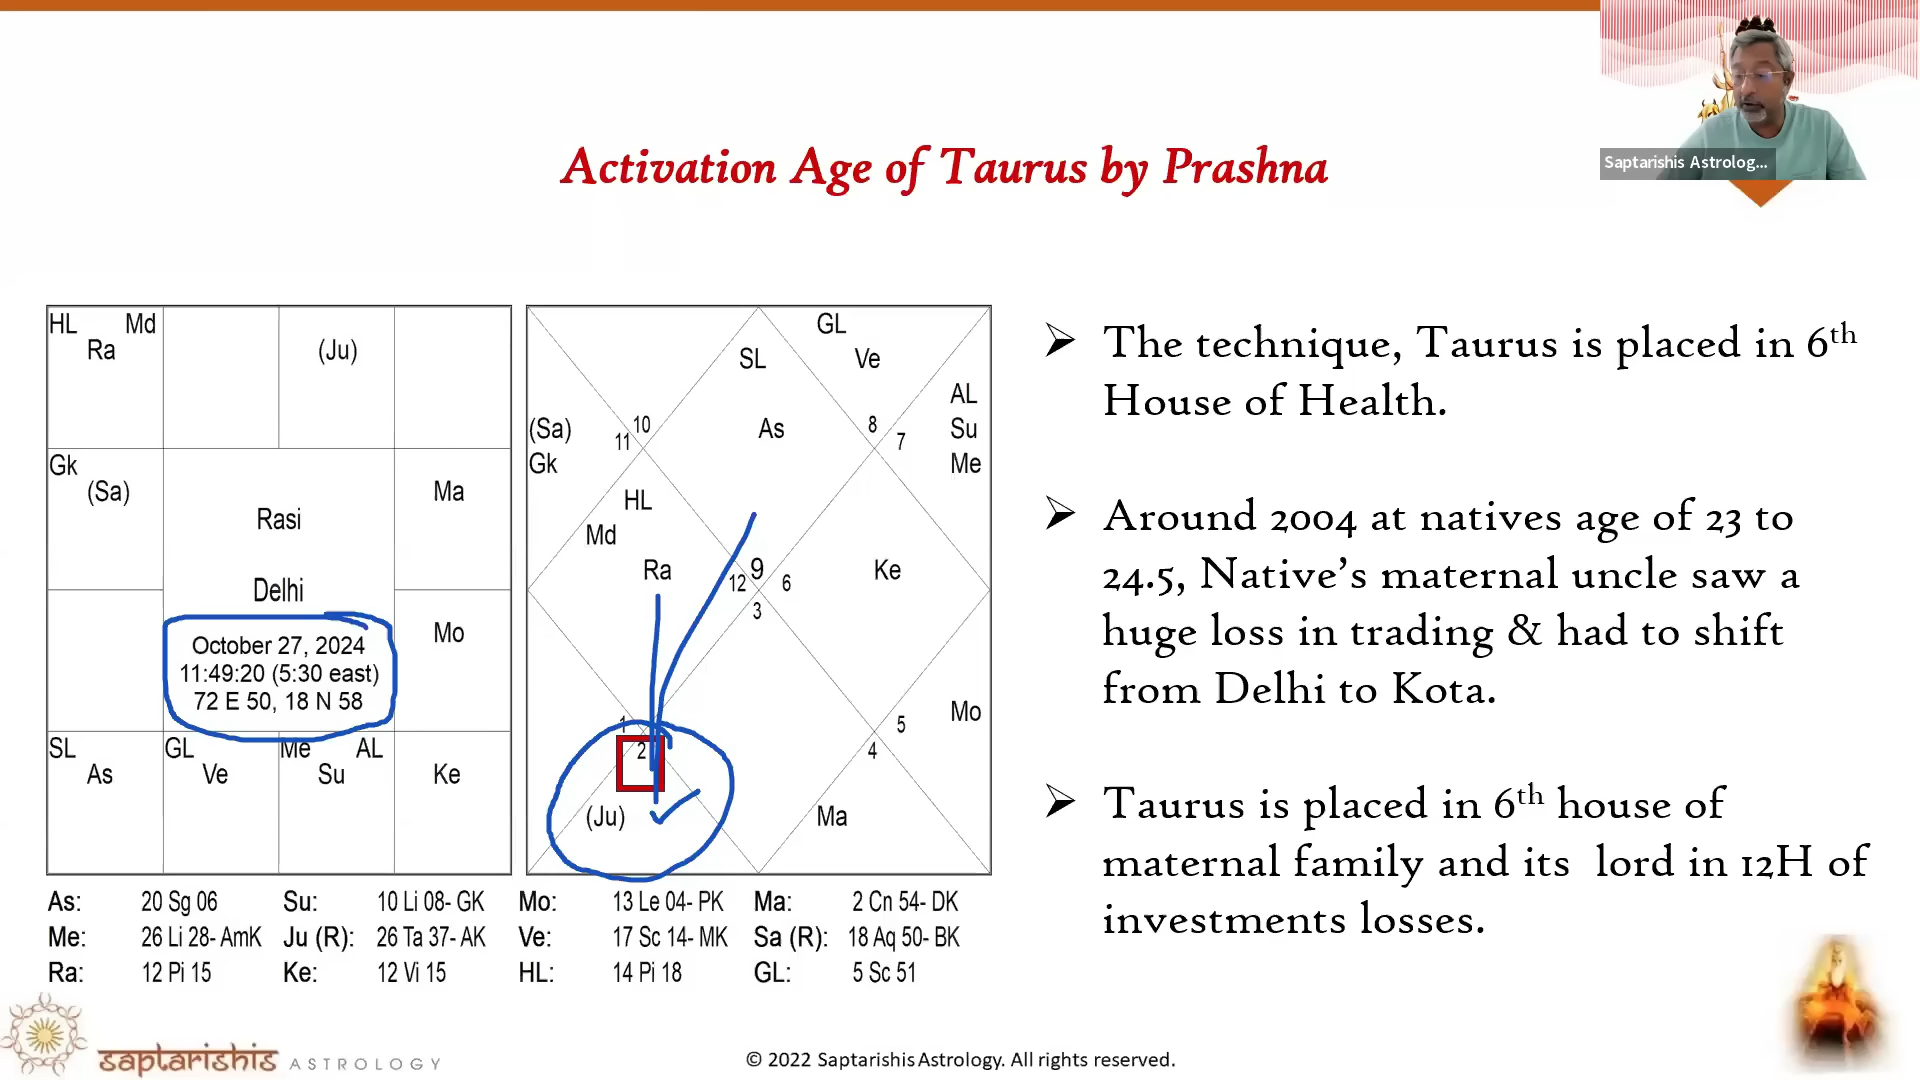 Saptarishis Astrolog...
Activation Age of Taurus by Prashna
HL Md
Ra
(Ju)
Gk
(Sa)
Rasi
Ma
Delhi
October 27, 2024
11:49:20 (5:30 east)
72 E 50, 18 N 58
Mo
SL
As
GL
Ve
Me AL
Su
Ke
GL
SL Ve
AL
(Sa) 10 As 8 Su
11 7
Gk Me
HL
Md
Ra 9 Ke
12 6
3
1 5 Mo
2 4
(Ju) Ma
As: 20 Sg 06 Su: 10 Li 08- GK Mo: 13 Le 04- PK Ma: 2 Cn 54- DK
Me: 26 Li 28- AmK Ju (R): 26 Ta 37- AK Ve: 17 Sc 14- MK Sa (R): 18 Aq 50- BK
Ra: 12 Pi 15 Ke: 12 Vi 15 HL: 14 Pi 18 GL: 5 Sc 51
➢ The technique, Taurus is placed in 6th
House of Health.
➢ Around 2004 at natives age of 23 to
24.5, Native's maternal uncle saw a
huge loss in trading & had to shift
from Delhi to Kota.
➢ Taurus is placed in 6th house of
maternal family and its lord in 12H of
investments losses.
saptarishis ASTROLOGY
© 2022 Saptarishis Astrology. All rights reserved.